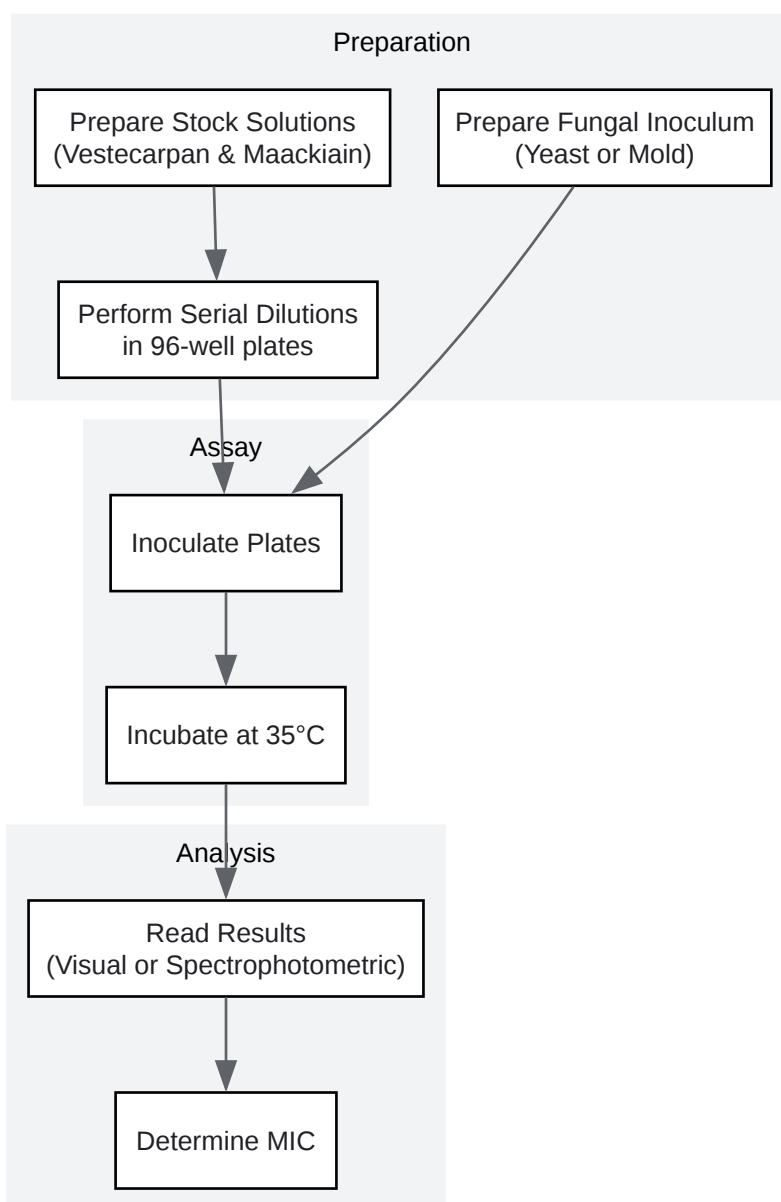 Preparation
Prepare Stock Solutions
(Vestecarpan & Maackiain)
Prepare Fungal Inoculum
(Yeast or Mold)
Perform Serial Dilutions
in 96-well plates
Assay
Inoculate Plates
Incubate at 35°C
Analysis
Read Results
(Visual or Spectrophotometric)
Determine MIC